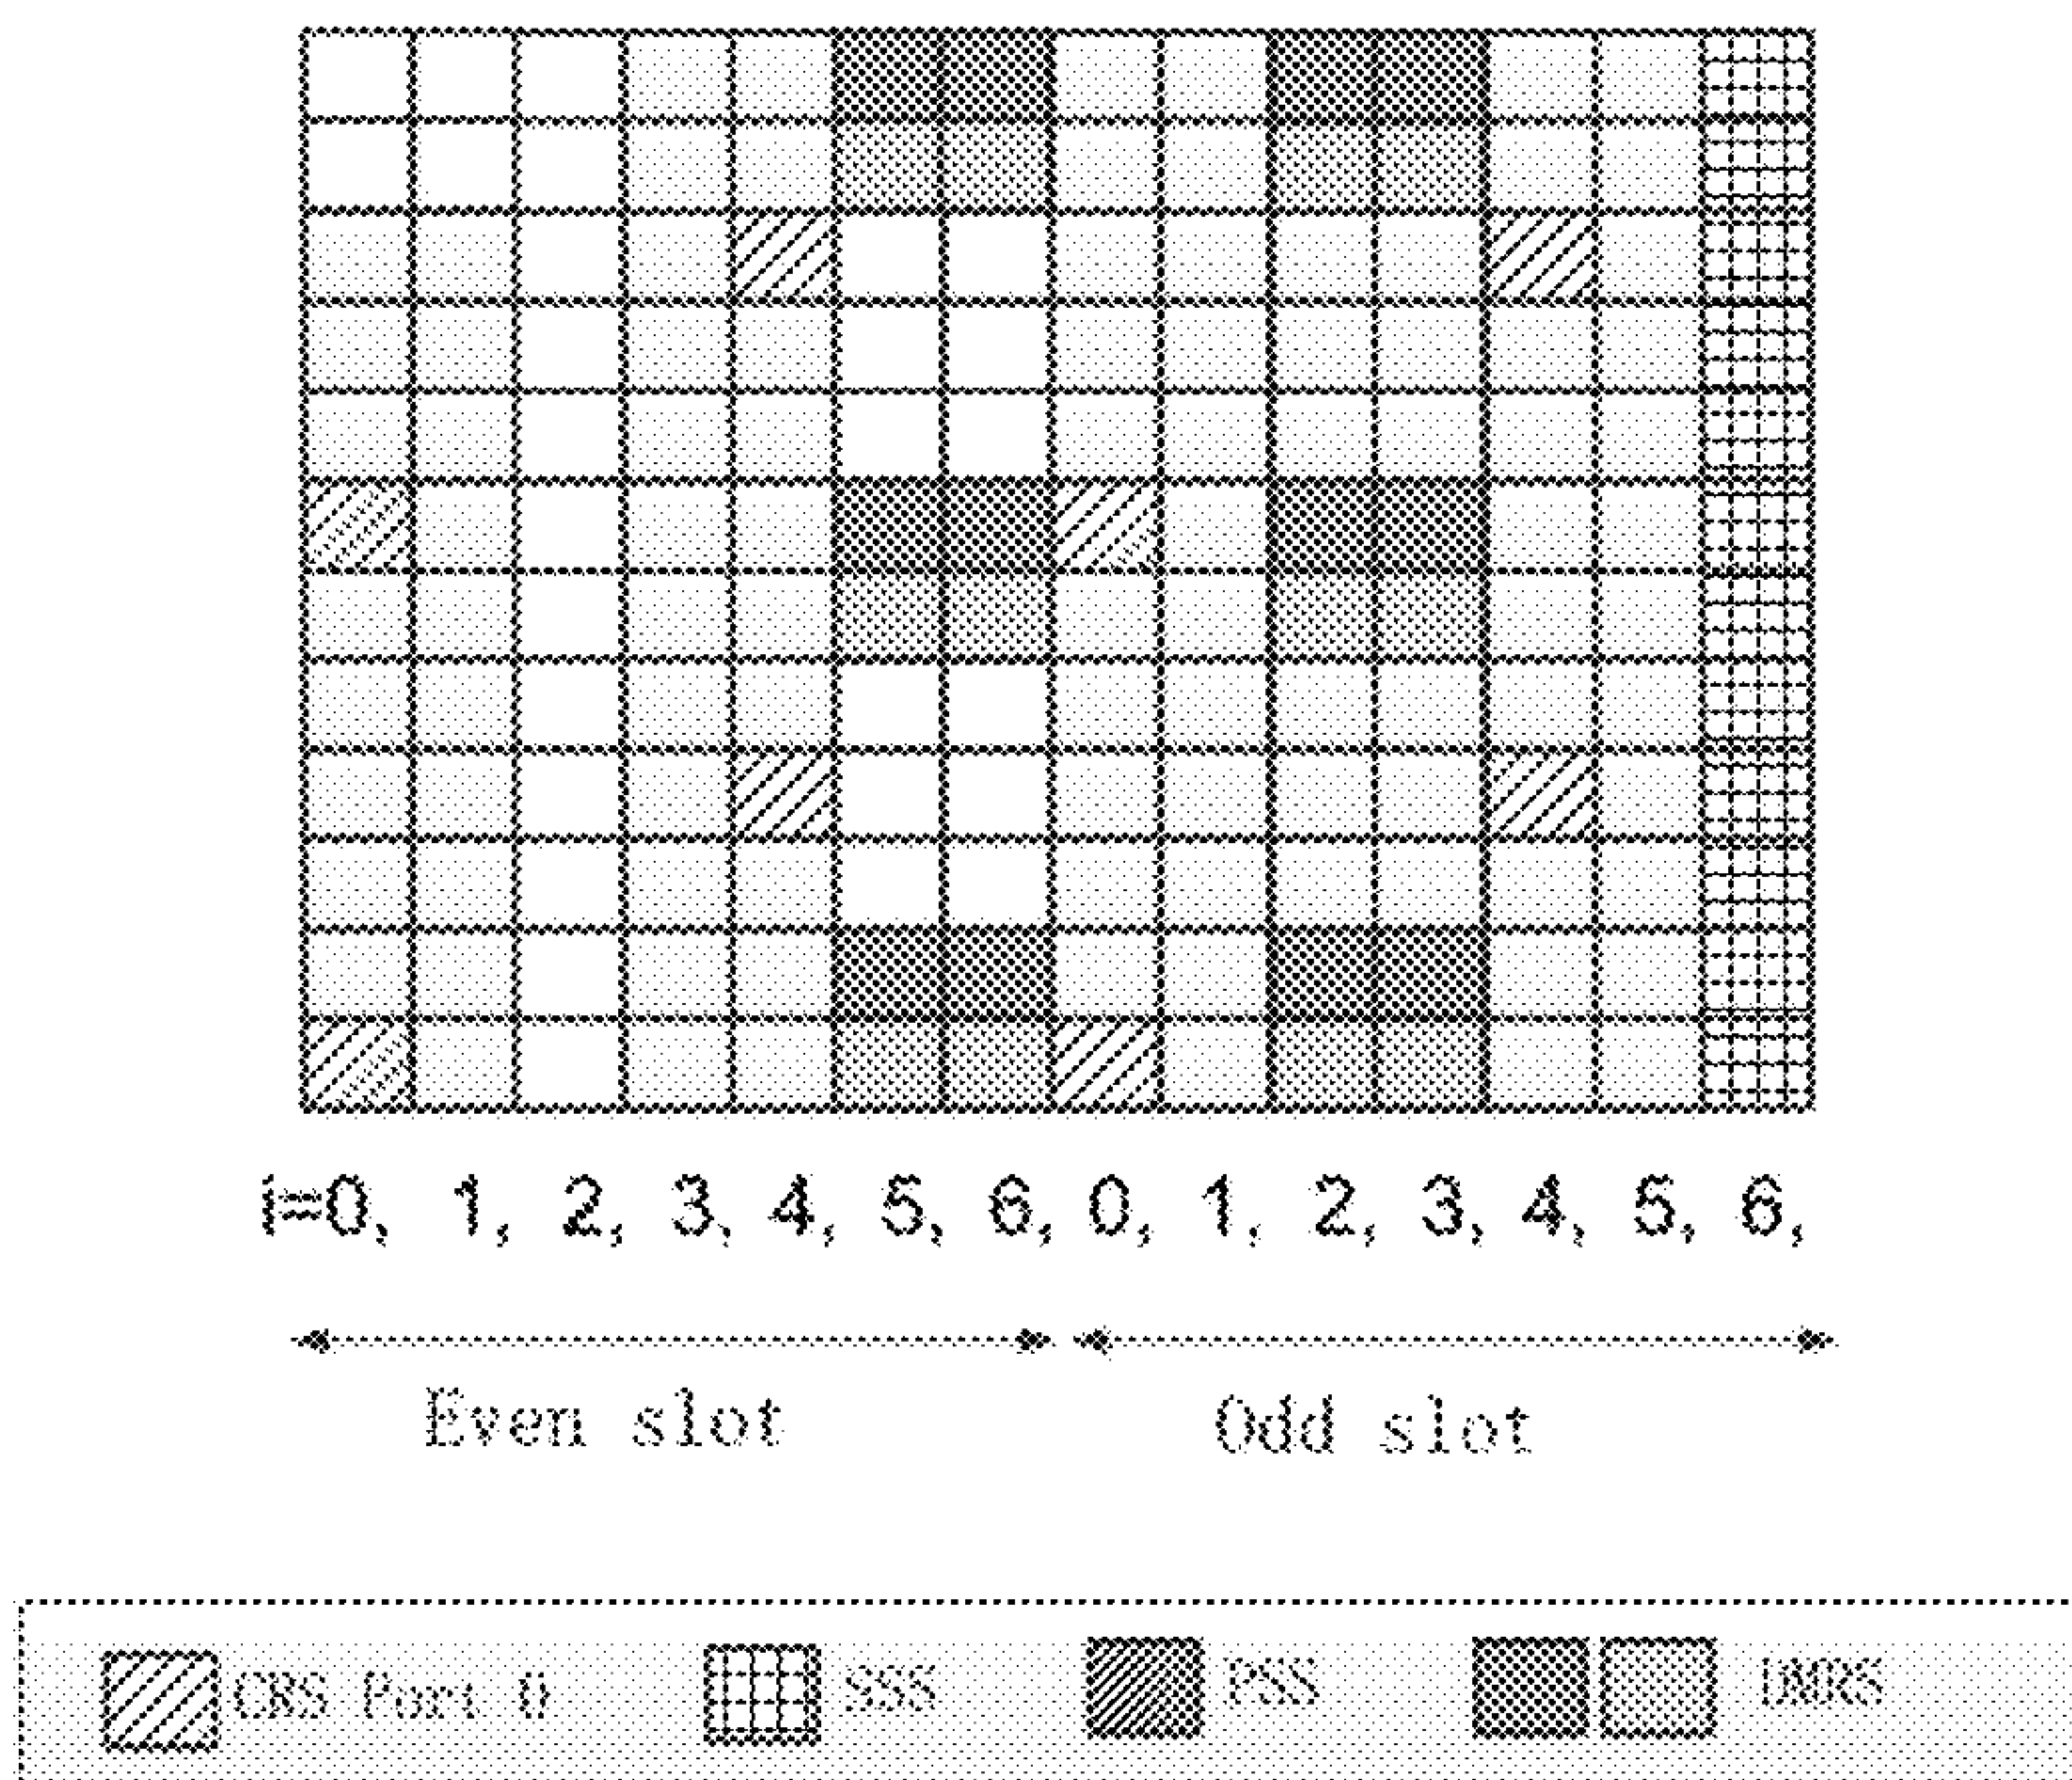 i=0, 1, 2, 3, 4, 5, 6, 0, 1, 2, 3, 4, 5, 6,
Even slot Odd slot
CRS Port 0 SSS PSS DMRS